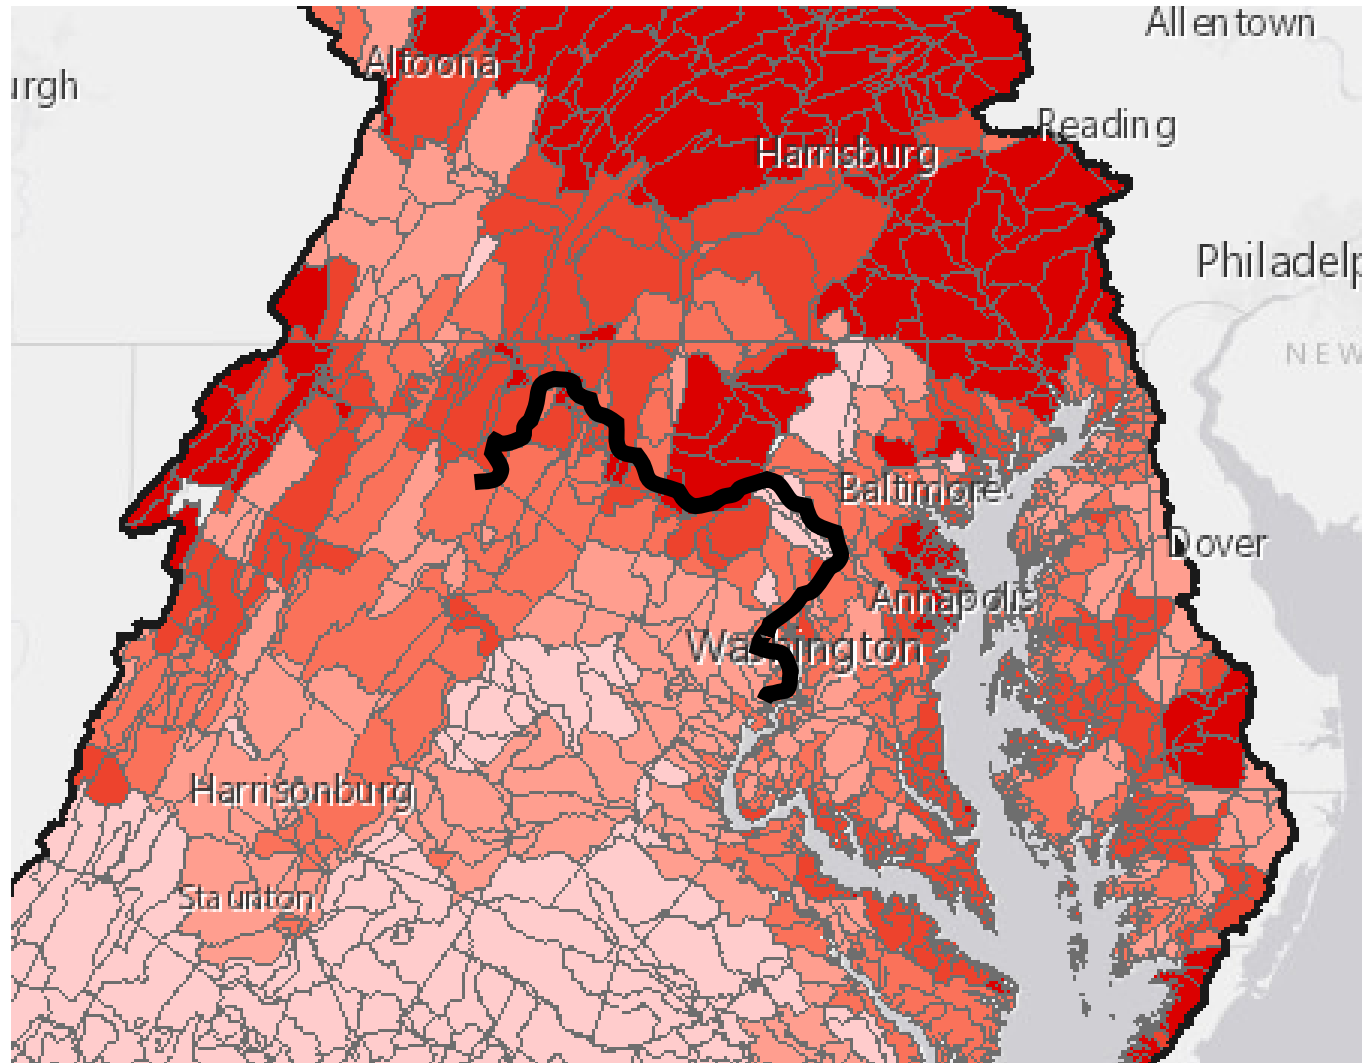 Allentown
Altoona
urgh
Reading
Harrisburg
Philadelp
NEW
Baltimore
Dover
Annapolis
Washington
Harrisonburg
Staunton